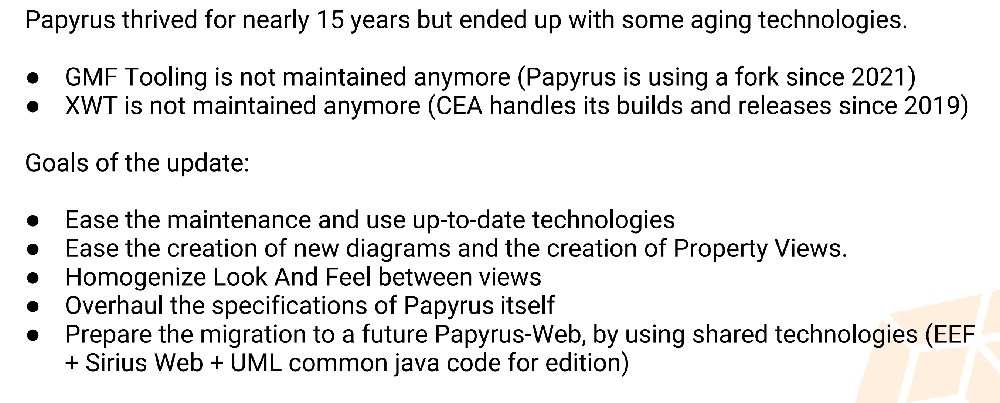 Papyrus thrived for nearly 15 years but ended up with some aging technologies.
● GMF Tooling is not maintained anymore (Papyrus is using a fork since 2021)
● XWT is not maintained anymore (CEA handles its builds and releases since 2019)
Goals of the update:
● Ease the maintenance and use up-to-date technologies
● Ease the creation of new diagrams and the creation of Property Views.
● Homogenize Look And Feel between views
● Overhaul the specifications of Papyrus itself
● Prepare the migration to a future Papyrus-Web, by using shared technologies (EEF
+ Sirius Web + UML common java code for edition)